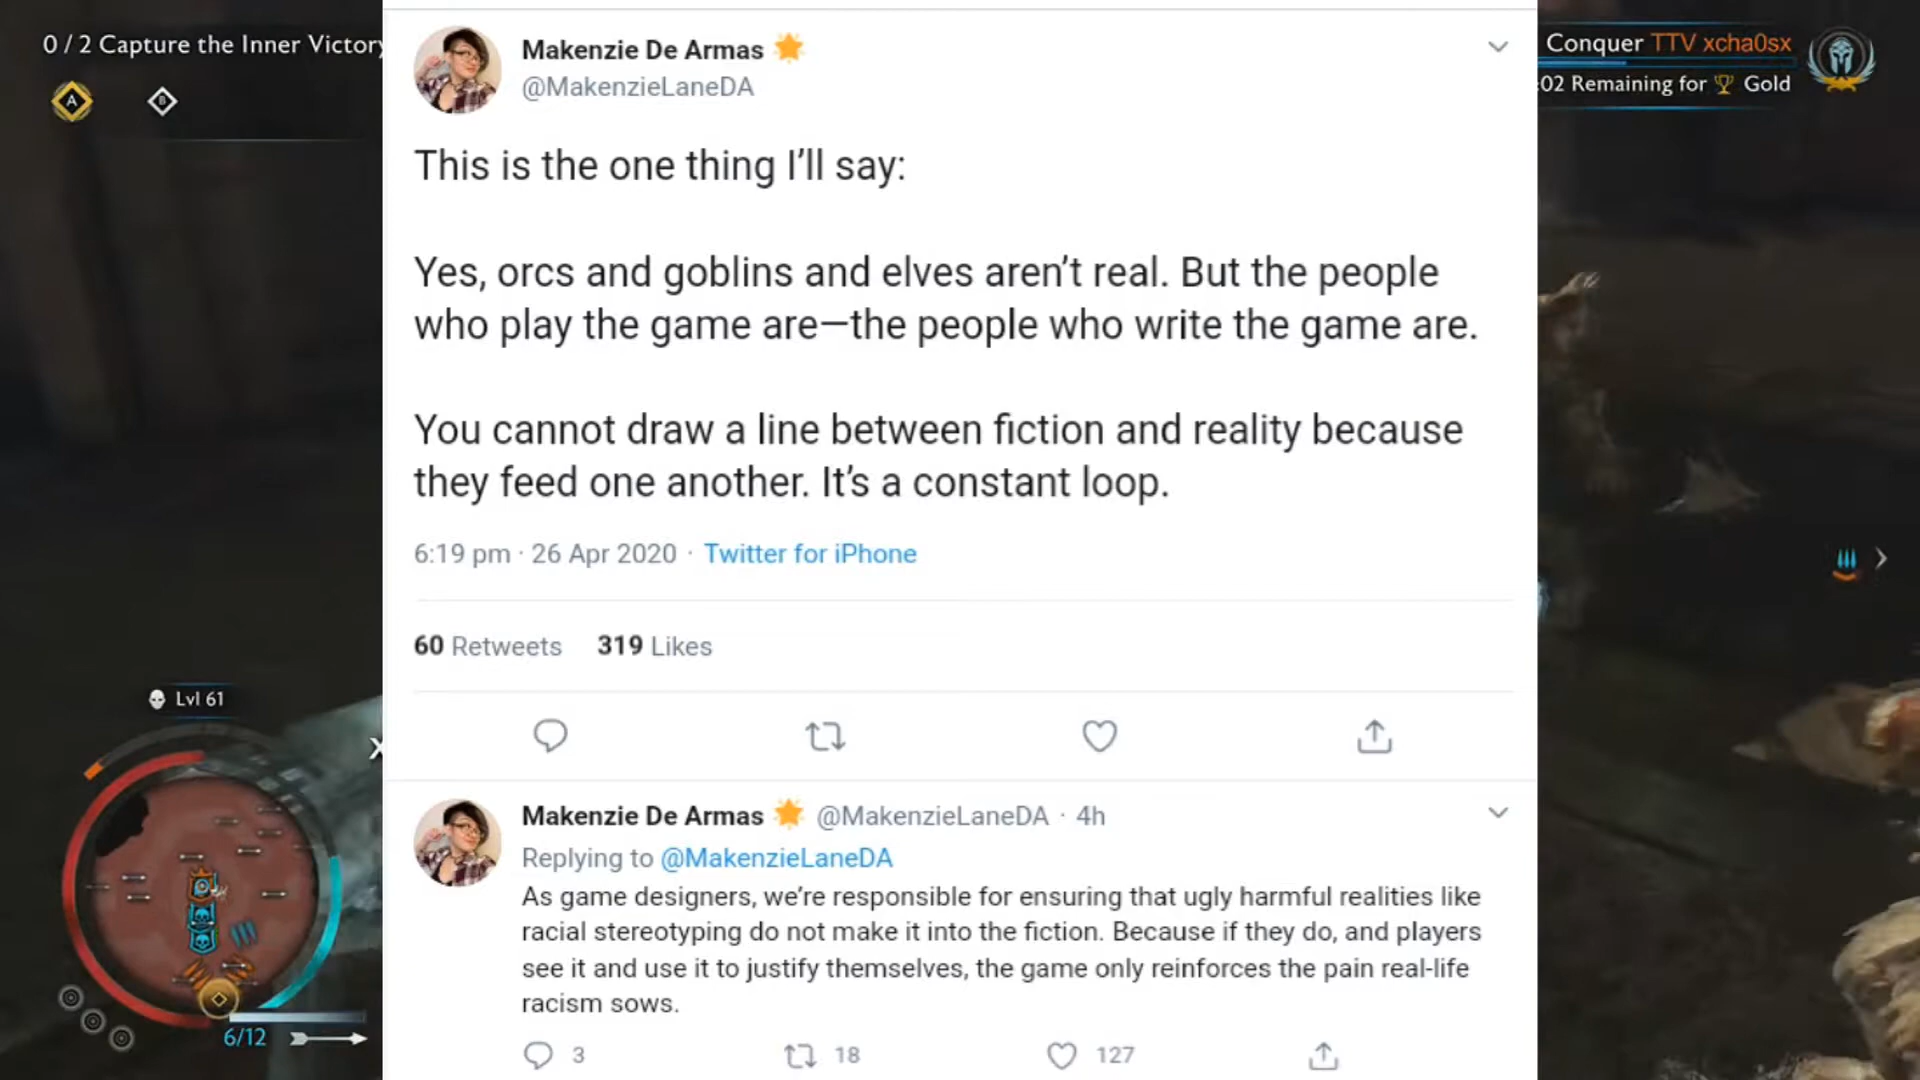 0 / 2 Capture the Inner Victory
A
B
Conquer TTV xcha0sx
:02 Remaining for Gold
Makenzie De Armas
@MakenzieLaneDA
This is the one thing I’ll say:
Yes, orcs and goblins and elves aren’t real. But the people
who play the game are—the people who write the game are.
You cannot draw a line between fiction and reality because
they feed one another. It’s a constant loop.
6:19 pm · 26 Apr 2020 · Twitter for iPhone
60 Retweets 319 Likes
Lvl 61
X
Makenzie De Armas @MakenzieLaneDA · 4h
Replying to @MakenzieLaneDA
As game designers, we’re responsible for ensuring that ugly harmful realities like
racial stereotyping do not make it into the fiction. Because if they do, and players
see it and use it to justify themselves, the game only reinforces the pain real-life
racism sows.
3 18 127
6/12